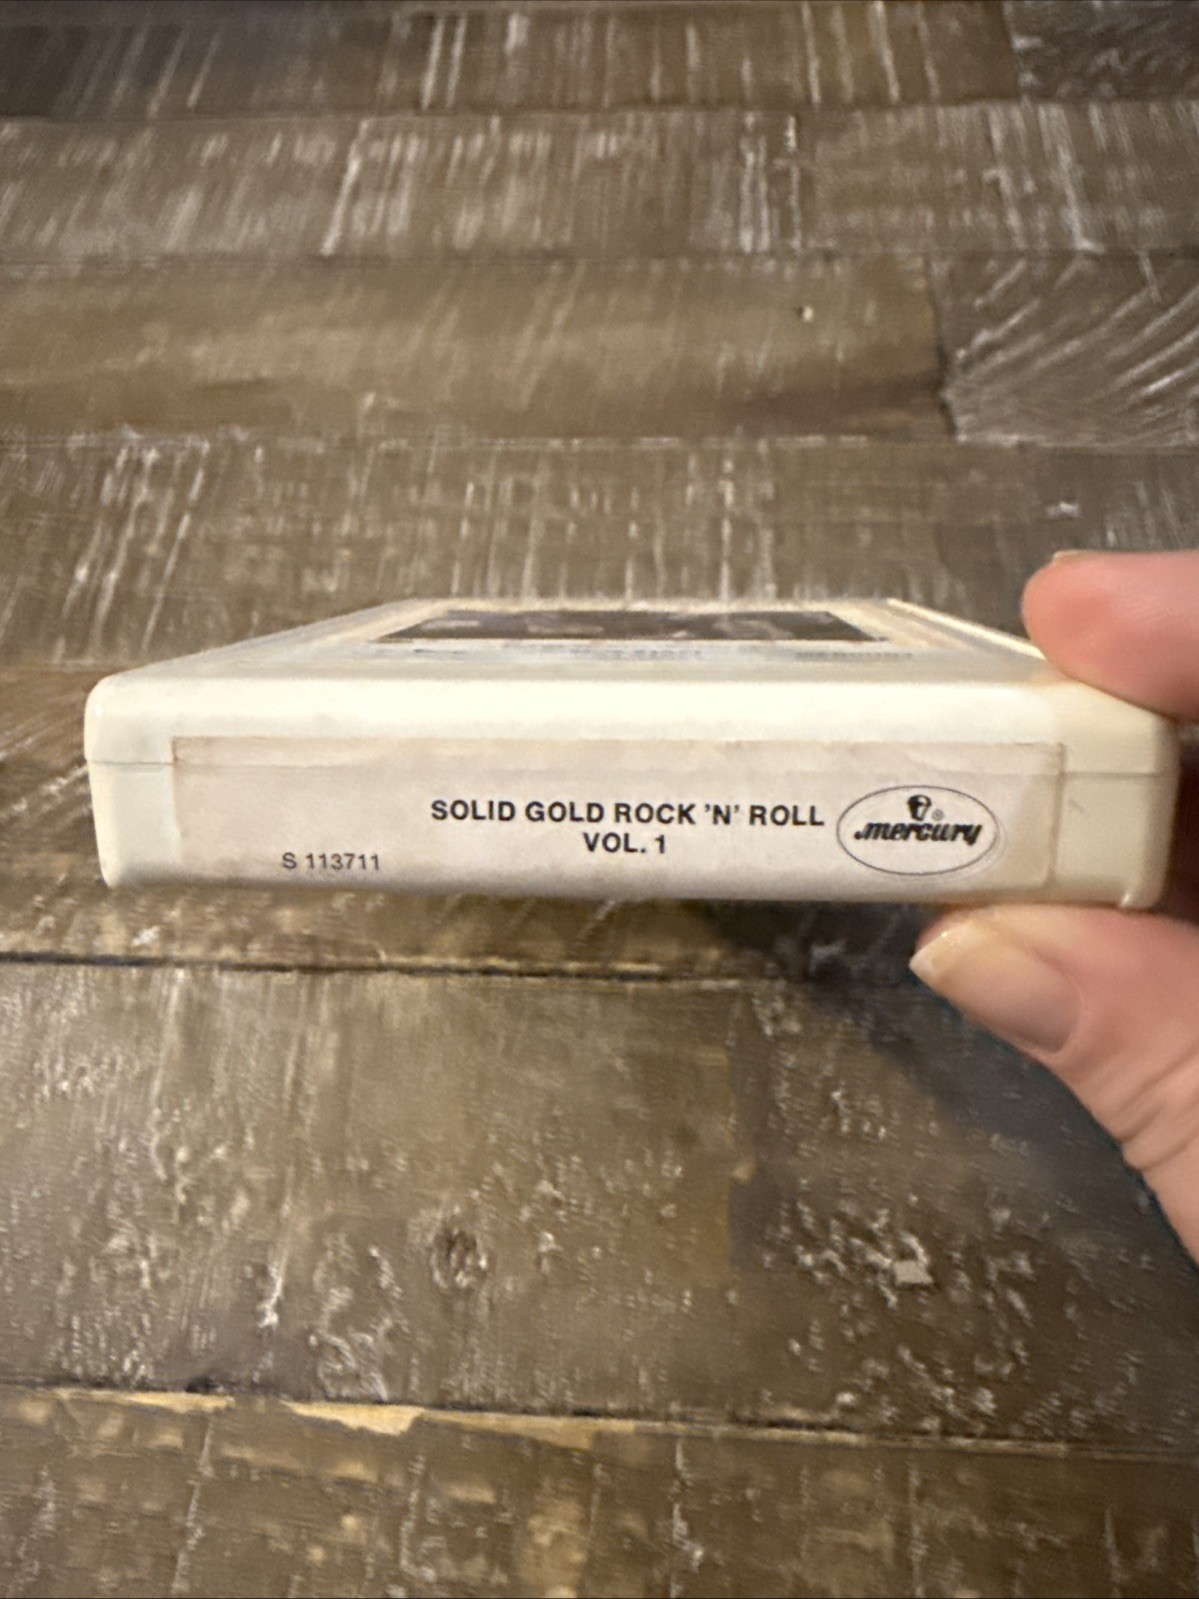 SOLID GOLD ROCK 'N' ROLL
VOL. 1
S 113711
mercury®